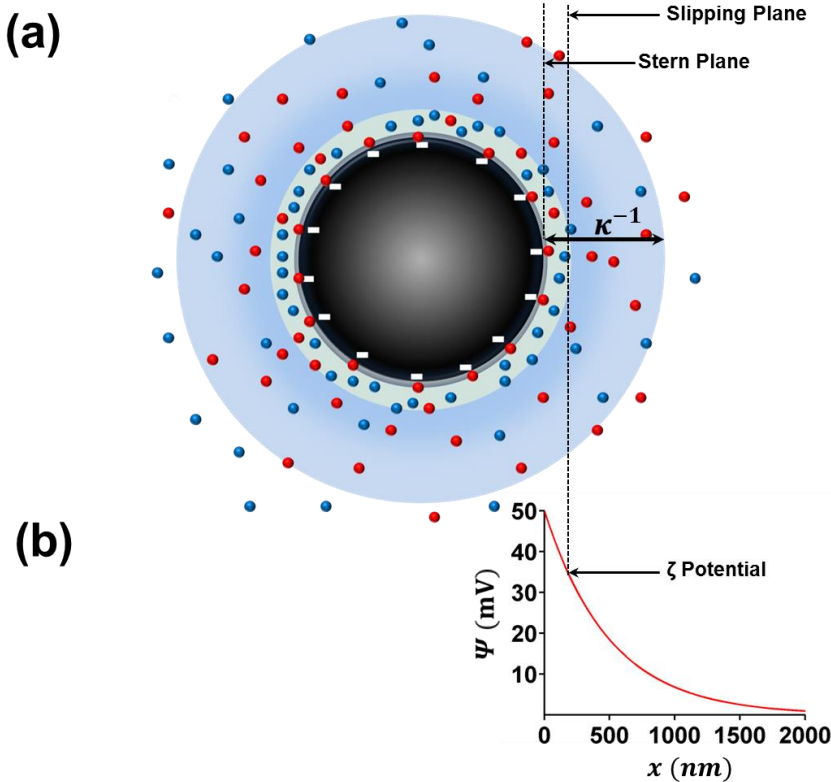 (a)
Slipping Plane
Stern Plane
κ⁻¹
(b)
50
40
30
20
10
Ψ (mV)
ζ Potential
0 500 1000 1500 2000
x (nm)